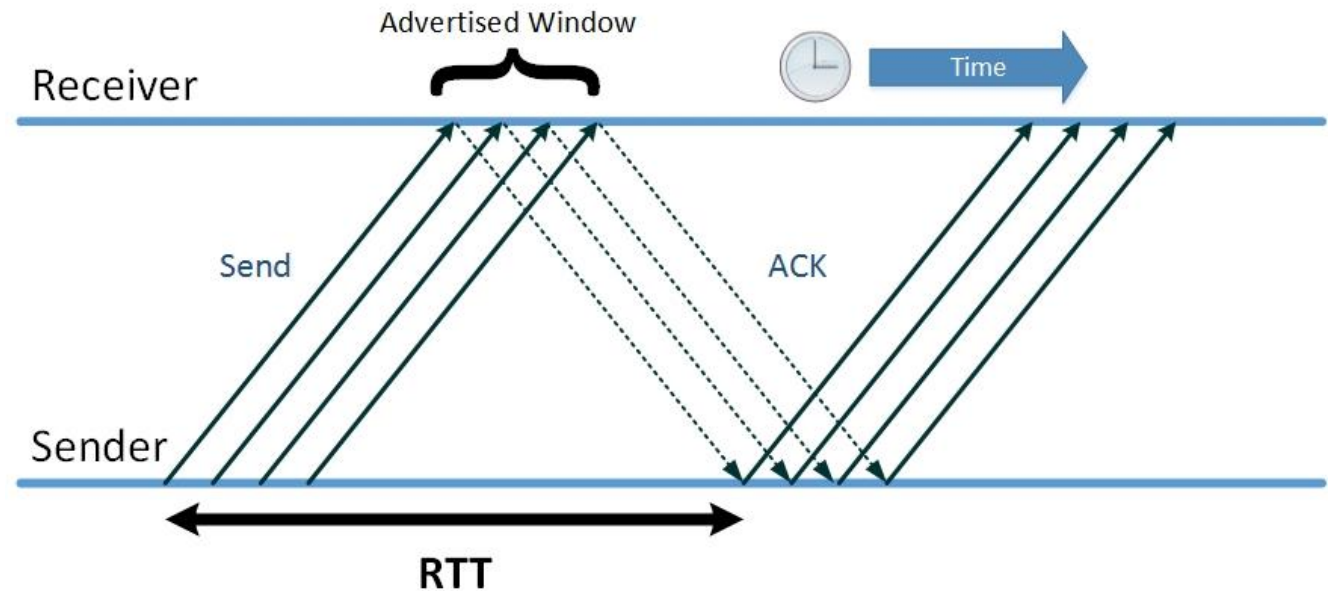 Advertised Window
Time
Receiver
Send
ACK
Sender
RTT